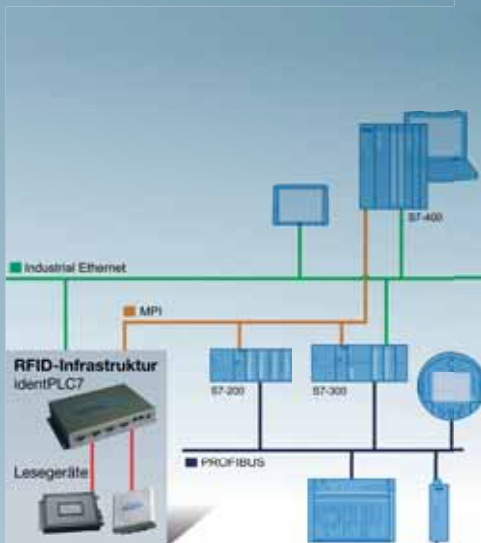 S7-400
Industrial Ethernet
MPI
RFID-Infrastruktur
identPLC7
S7-200
S7-300
Lesegeräte
PROFIBUS